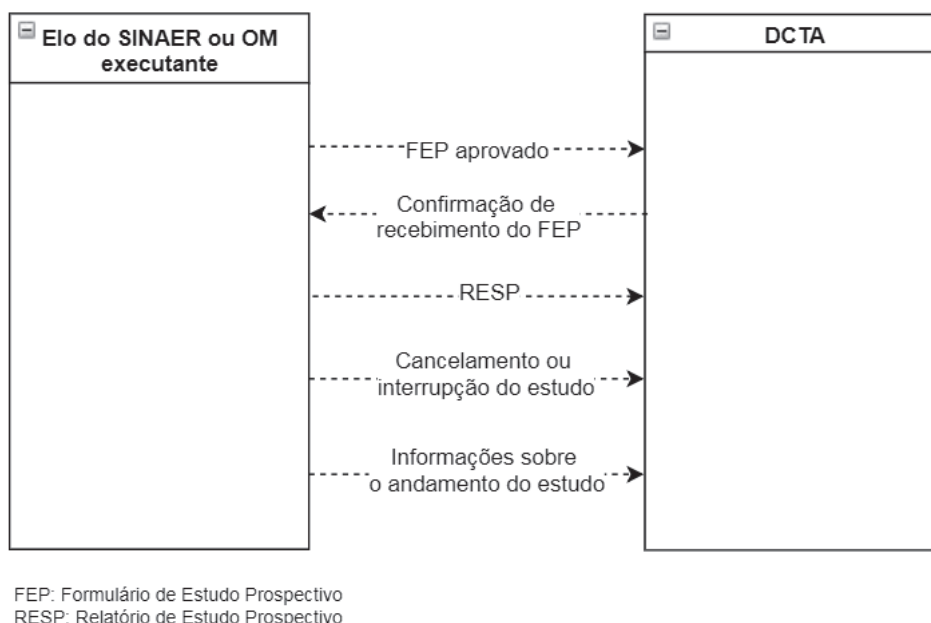 Elo do SINAER ou OM
executante
DCTA
FEP aprovado
Confirmação de
recebimento do FEP
RESP
Cancelamento ou
interrupção do estudo
Informações sobre
o andamento do estudo
FEP: Formulário de Estudo Prospectivo
RESP: Relatório de Estudo Prospectivo